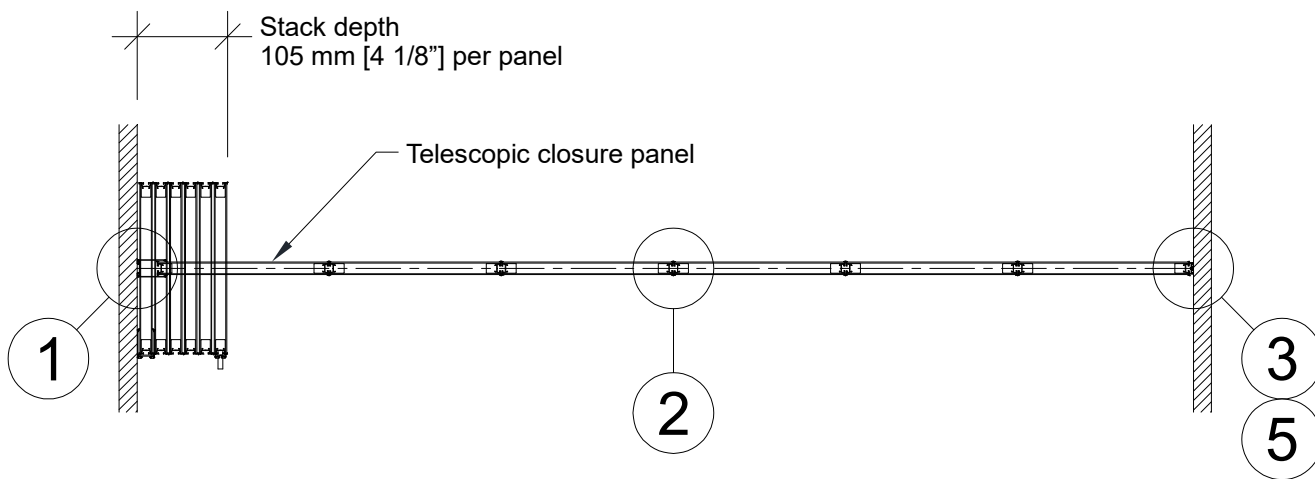 Stack depth
105 mm [4 1/8”] per panel
Telescopic closure panel
1
2
3
5